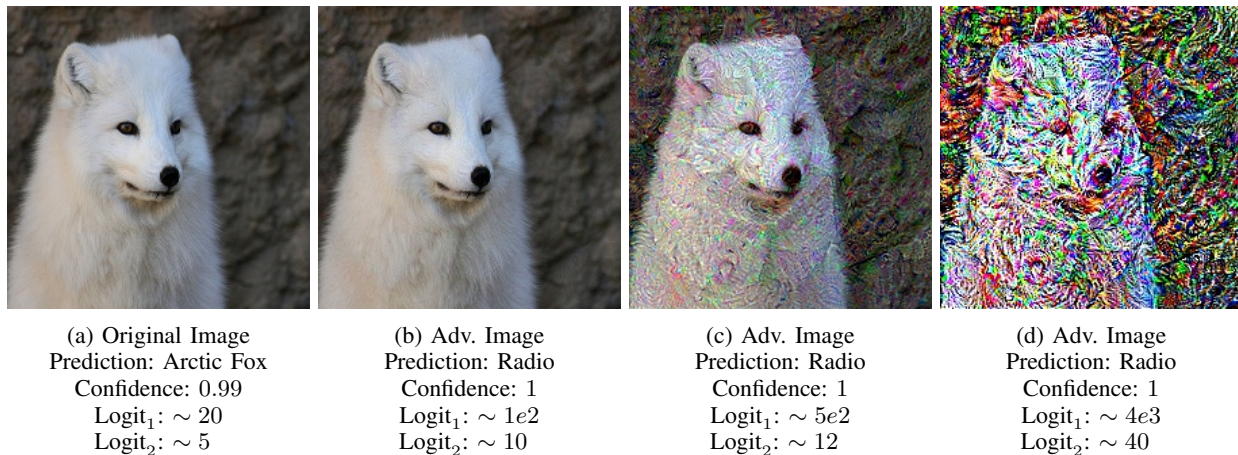 (a) Original Image
Prediction: Arctic Fox
Confidence: 0.99
Logit₁: ∼ 20
Logit₂: ∼ 5
(b) Adv. Image
Prediction: Radio
Confidence: 1
Logit₁: ∼ 1e2
Logit₂: ∼ 10
(c) Adv. Image
Prediction: Radio
Confidence: 1
Logit₁: ∼ 5e2
Logit₂: ∼ 12
(d) Adv. Image
Prediction: Radio
Confidence: 1
Logit₁: ∼ 4e3
Logit₂: ∼ 40